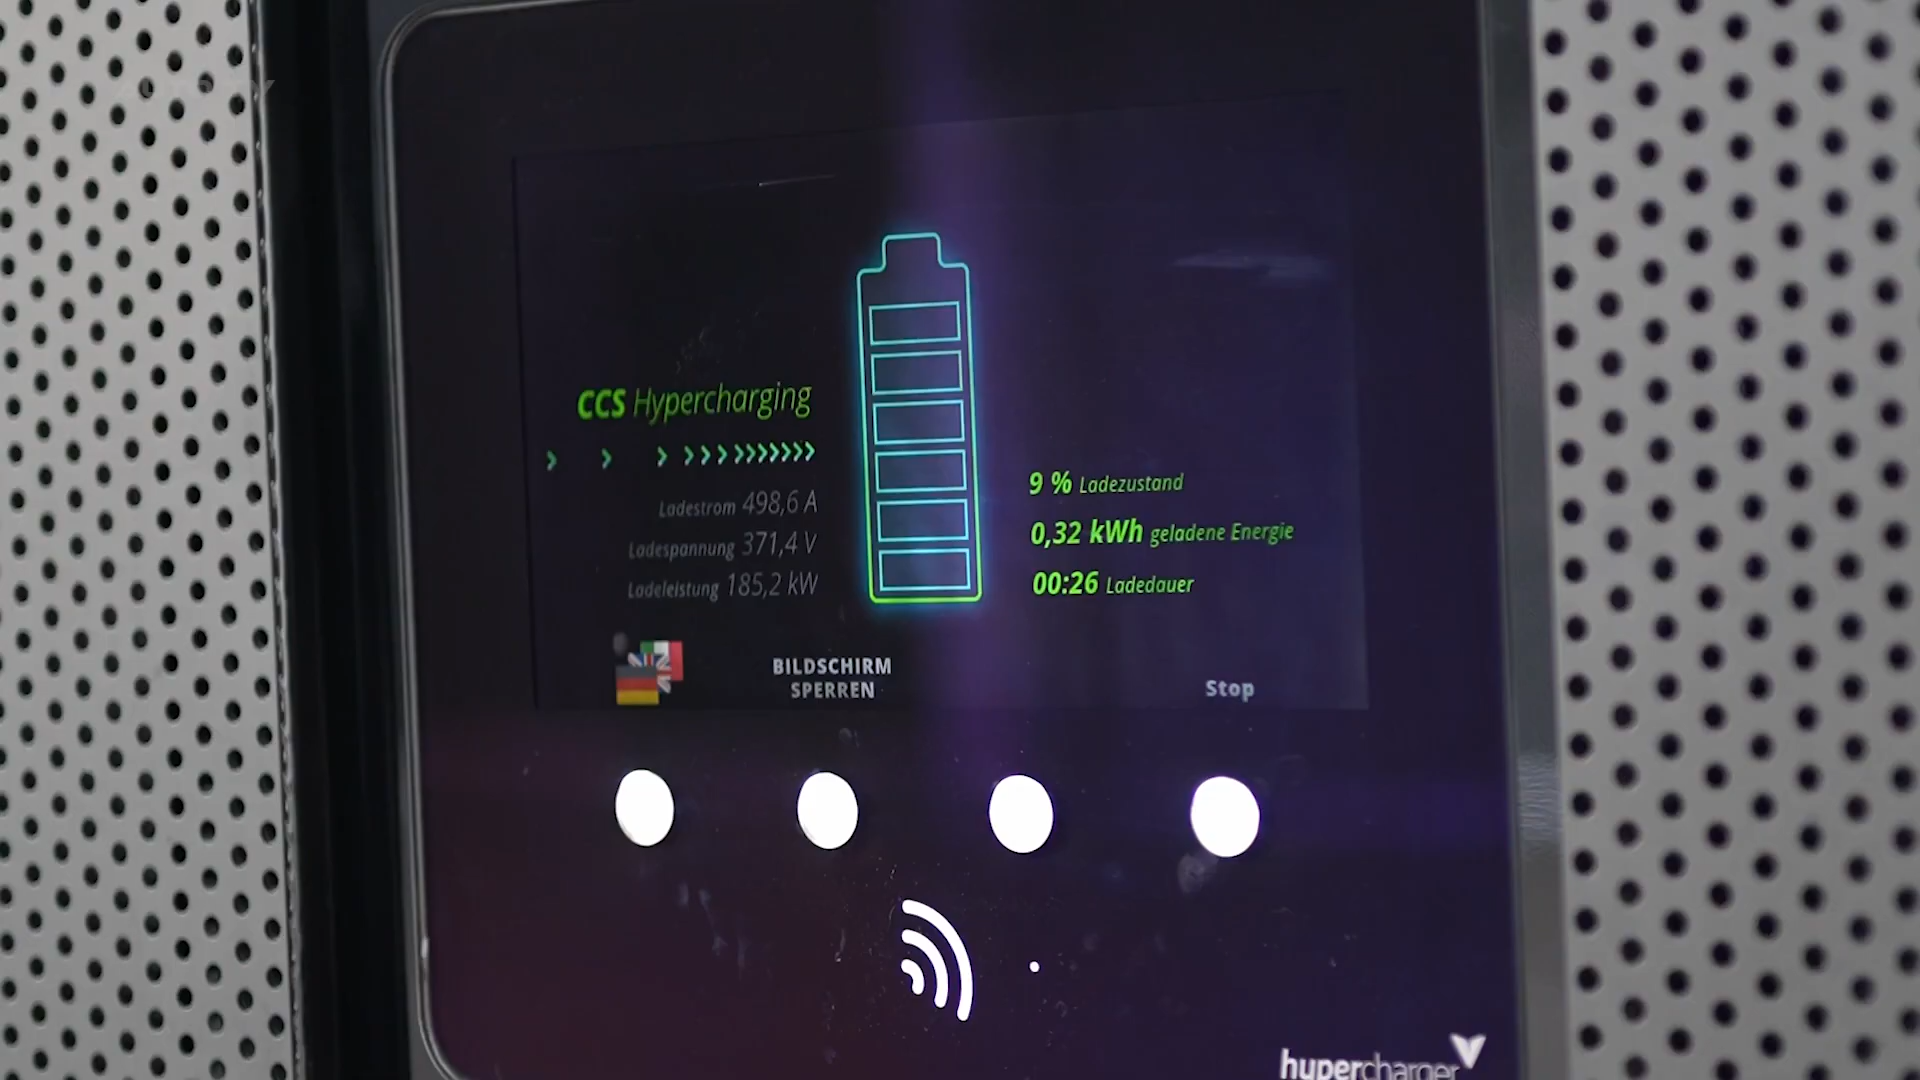 CCS Hypercharging
Ladestrom 498,6 A
Ladespannung 371,4 V
Ladeleistung 185,2 kW
9 % Ladezustand
0,32 kWh geladene Energie
00:26 Ladedauer
BILDSCHIRM
SPERREN
Stop
hypercharger